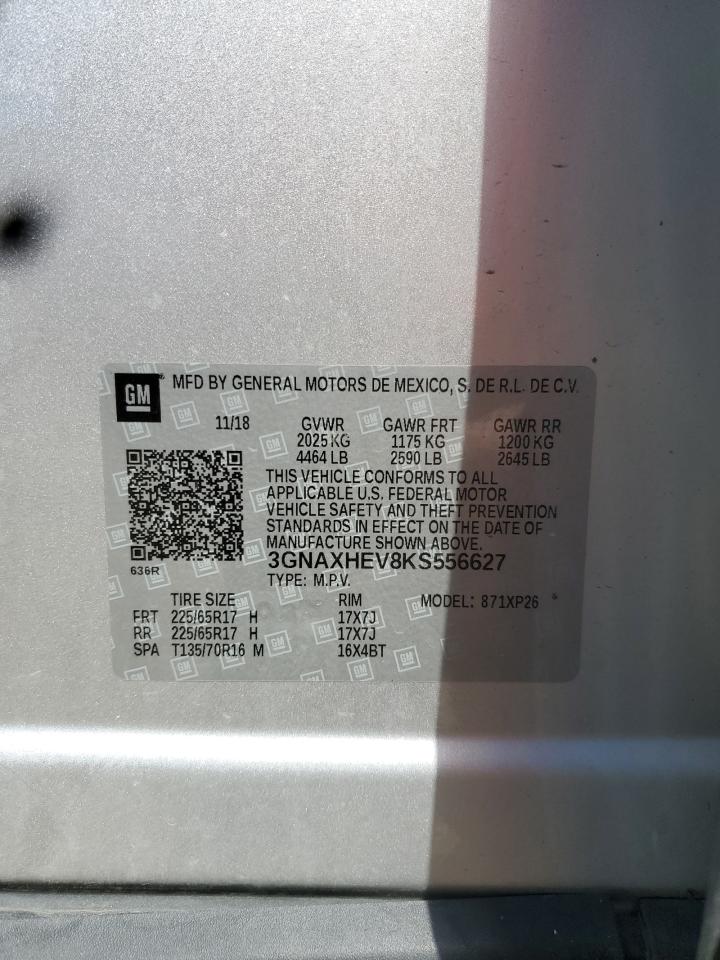 GM MFD BY GENERAL MOTORS DE MEXICO, S. DE R.L. DE C.V.
11/18 GVWR GAWR FRT GAWR RR
2025 KG 1175 KG 1200 KG
4464 LB 2590 LB 2645 LB
THIS VEHICLE CONFORMS TO ALL
APPLICABLE U.S. FEDERAL MOTOR
VEHICLE SAFETY AND THEFT PREVENTION
STANDARDS IN EFFECT ON THE DATE OF
MANUFACTURE SHOWN ABOVE.
636R 3GNAXHEV8KS556627
TYPE: M.P.V.
TIRE SIZE RIM MODEL: 871XP26
FRT 225/65R17 H 17X7J
RR 225/65R17 H 17X7J
SPA T135/70R16 M 16X4BT